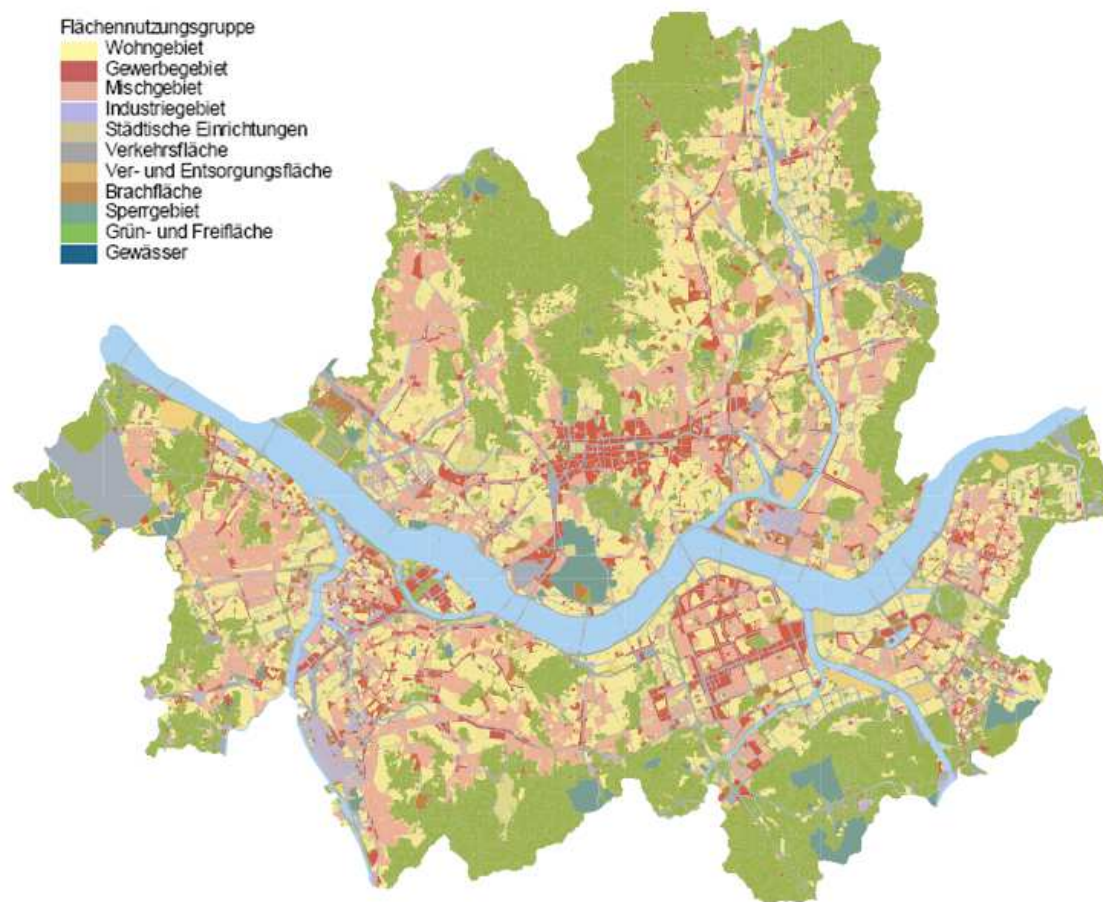 Flächennutzungsgruppe
Wohngebiet
Gewerbegebiet
Mischgebiet
Industriegebiet
Städtische Einrichtungen
Verkehrsfläche
Ver- und Entsorgungsfläche
Brachfläche
Sperrgebiet
Grün- und Freifläche
Gewässer